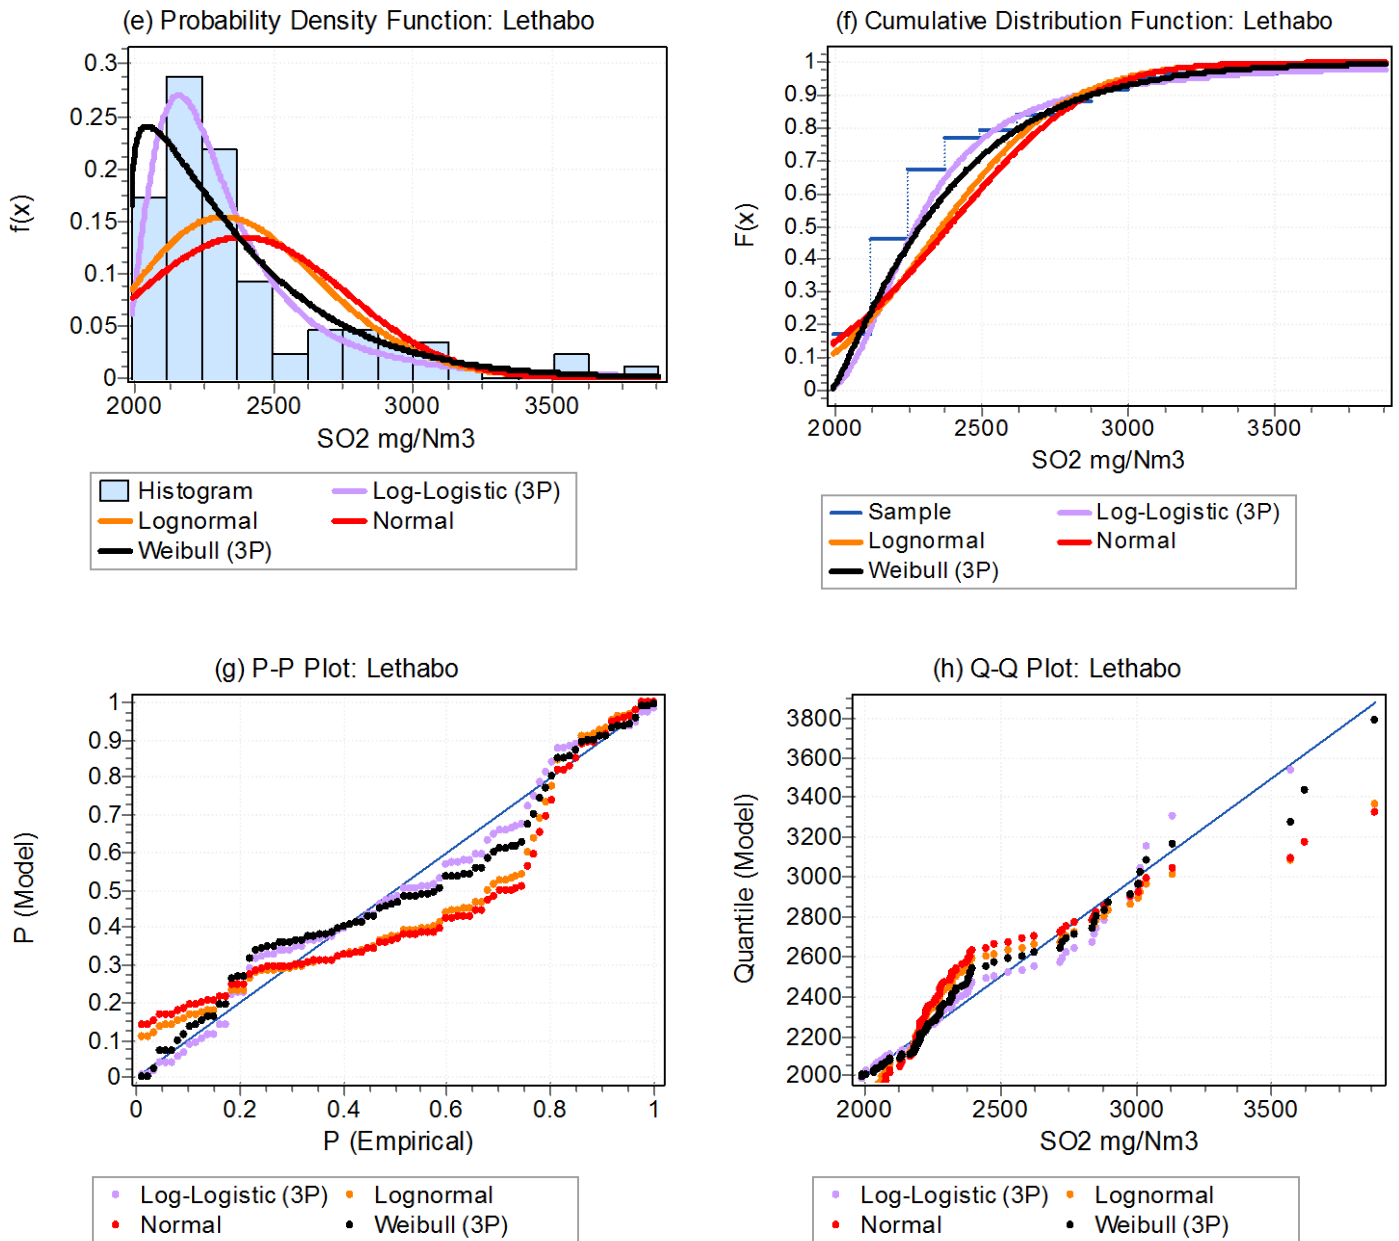 (e) Probability Density Function: Lethabo
0.3
0.25
0.2
0.15
0.1
0.05
0
f(x)
2000 2500 3000 3500
SO2 mg/Nm3
Histogram Log-Logistic (3P)
Lognormal Normal
Weibull (3P)
(f) Cumulative Distribution Function: Lethabo
1
0.9
0.8
0.7
0.6
0.5
0.4
0.3
0.2
0.1
0
F(x)
2000 2500 3000 3500
SO2 mg/Nm3
Sample Log-Logistic (3P)
Lognormal Normal
Weibull (3P)
(g) P-P Plot: Lethabo
1
0.9
0.8
0.7
0.6
0.5
0.4
0.3
0.2
0.1
0
P (Model)
0 0.2 0.4 0.6 0.8 1
P (Empirical)
Log-Logistic (3P) Lognormal
Normal Weibull (3P)
(h) Q-Q Plot: Lethabo
3800
3600
3400
3200
3000
2800
2600
2400
2200
2000
Quantile (Model)
2000 2500 3000 3500
SO2 mg/Nm3
Log-Logistic (3P) Lognormal
Normal Weibull (3P)